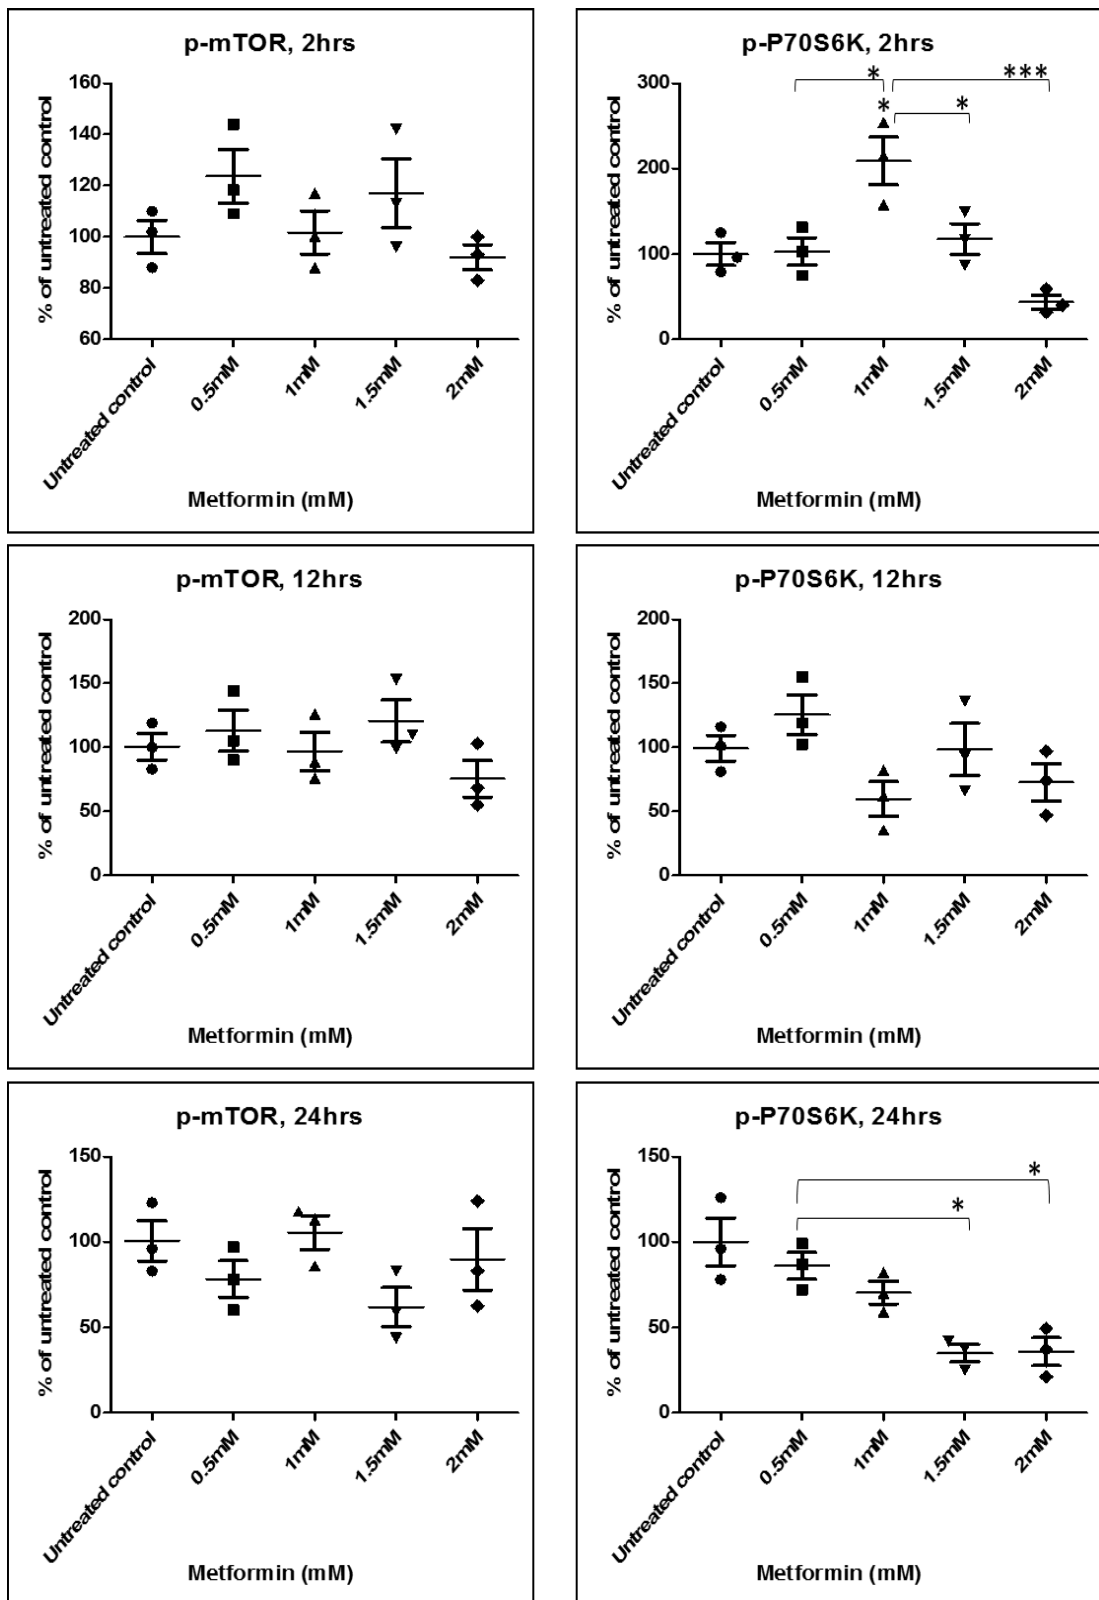 p-mTOR, 2hrs
% of untreated control
160
140
120
100
80
60
Untreated control
0.5mM
1mM
1.5mM
2mM
Metformin (mM)
p-P70S6K, 2hrs
% of untreated control
300
200
100
0
*
***
*
*
Untreated control
0.5mM
1mM
1.5mM
2mM
Metformin (mM)
p-mTOR, 12hrs
% of untreated control
200
150
100
50
0
Untreated control
0.5mM
1mM
1.5mM
2mM
Metformin (mM)
p-P70S6K, 12hrs
% of untreated control
200
150
100
50
0
Untreated control
0.5mM
1mM
1.5mM
2mM
Metformin (mM)
p-mTOR, 24hrs
% of untreated control
150
100
50
0
Untreated control
0.5mM
1mM
1.5mM
2mM
Metformin (mM)
p-P70S6K, 24hrs
% of untreated control
150
100
50
0
*
*
Untreated control
0.5mM
1mM
1.5mM
2mM
Metformin (mM)